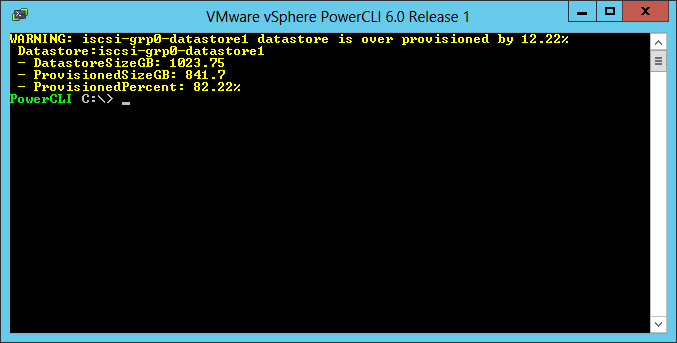 VMware vSphere PowerCLI 6.0 Release 1
WARNING: iscsi-grp0-datastore1 datastore is over provisioned by 12.22%
Datastore:iscsi-grp0-datastore1
- DatastoreSizeGB: 1023.75
- ProvisionedSizeGB: 841.7
- ProvisionedPercent: 82.22%
PowerCLI C:\> _